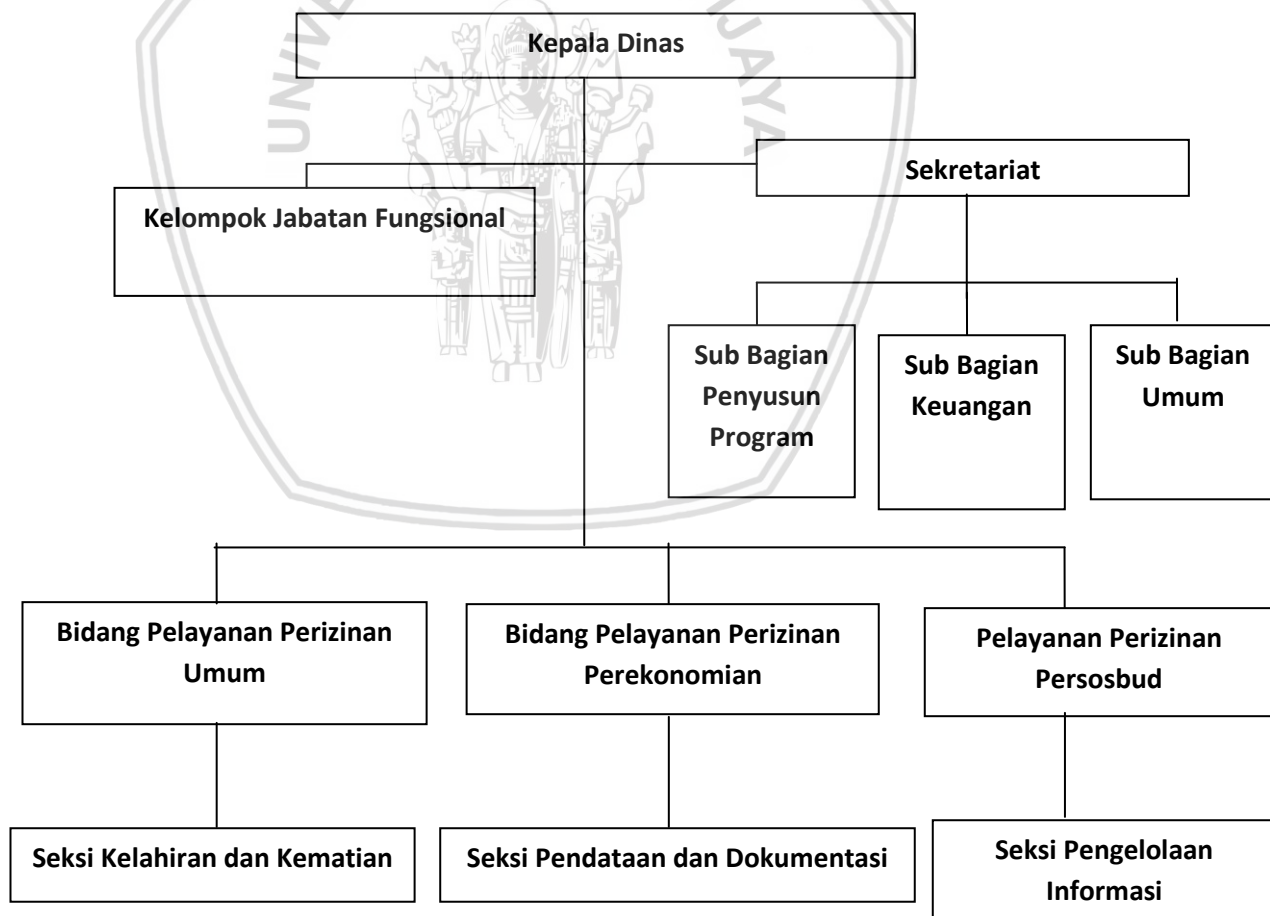 UNIVE
IJAYA
Kepala Dinas
Sekretariat
Kelompok Jabatan Fungsional
Sub Bagian
Penyusun
Program
Sub Bagian
Keuangan
Sub Bagian
Umum
Bidang Pelayanan Perizinan
Umum
Bidang Pelayanan Perizinan
Perekonomian
Pelayanan Perizinan
Persosbud
Seksi Kelahiran dan Kematian
Seksi Pendataan dan Dokumentasi
Seksi Pengelolaan
Informasi